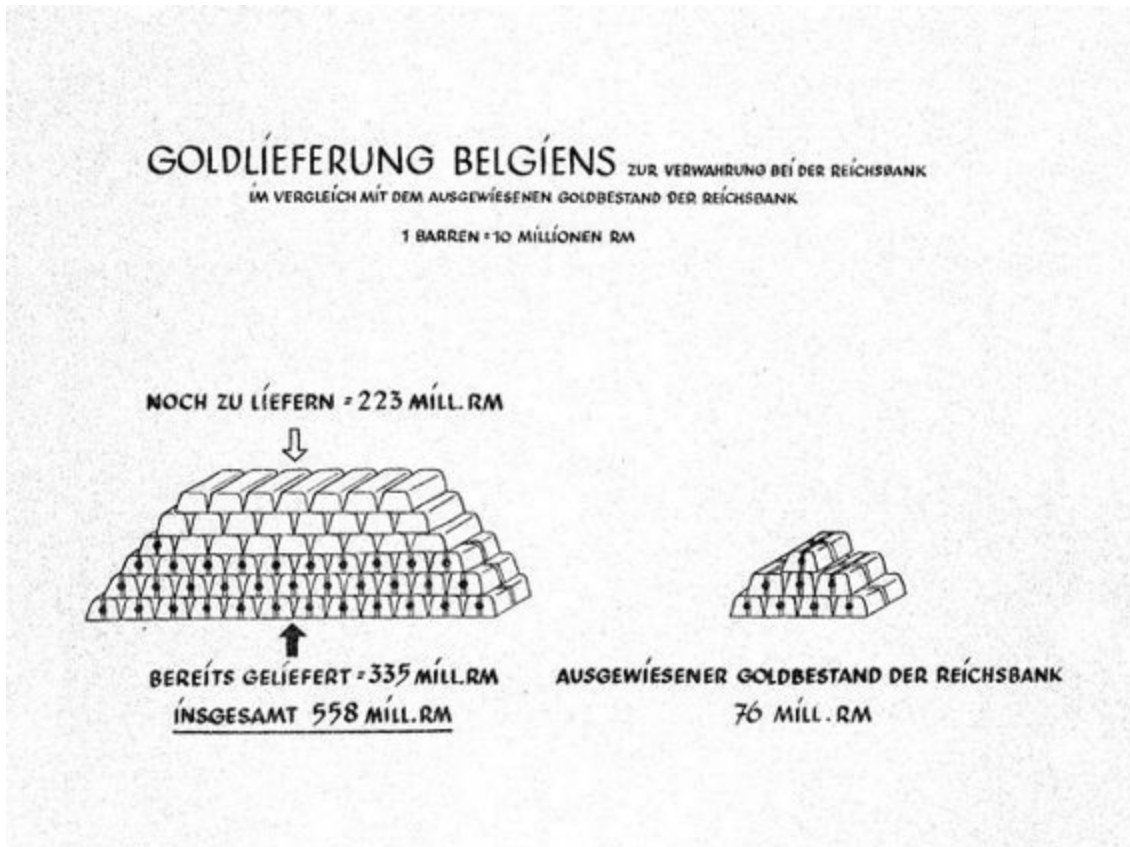 GOLDLIEFERUNG BELGIENS ZUR VERWAHRUNG BEI DER REICHSBANK
IM VERGLEICH MIT DEM AUSGEWIESENEN GOLDBESTAND DER REICHSBANK
1 BARREN = 10 MILLIONEN RM
NOCH ZU LIEFERN = 223 MILL. RM
BEREITS GELIEFERT = 335 MILL. RM
INSGESAMT 558 MILL. RM
AUSGEWIESENER GOLDBESTAND DER REICHSBANK
76 MILL. RM